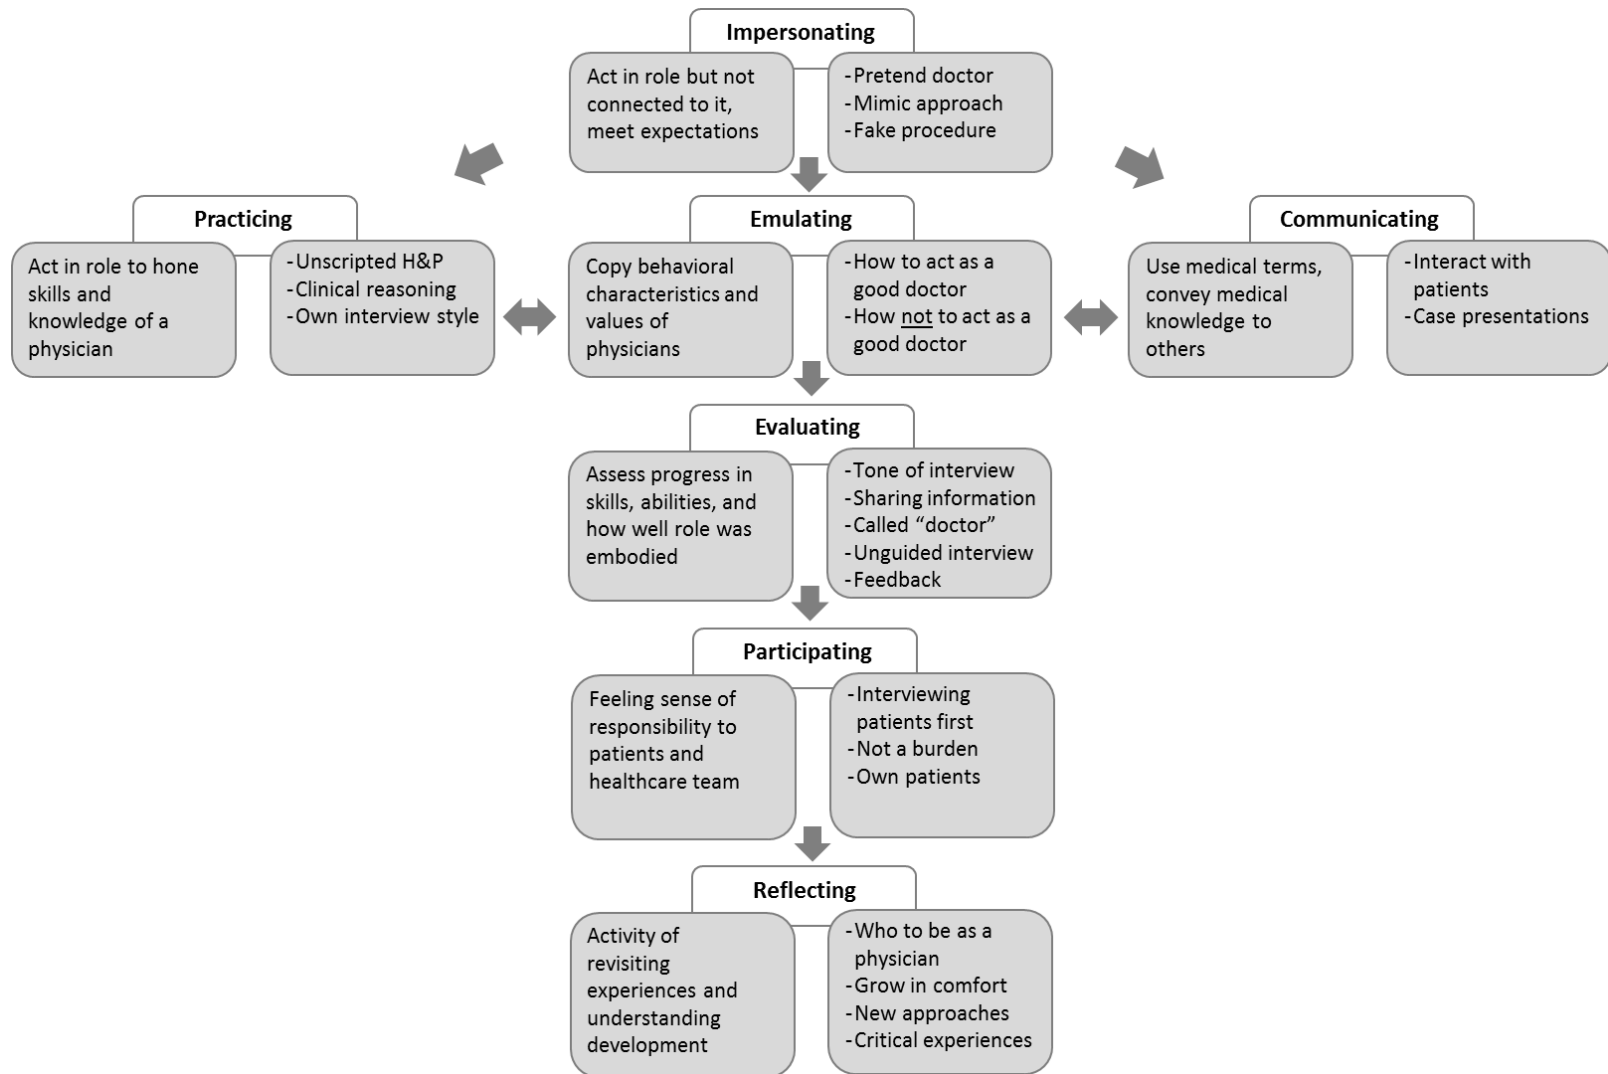 Impersonating
Act in role but not
connected to it,
meet expectations
-Pretend doctor
-Mimic approach
-Fake procedure
Practicing
Act in role to hone
skills and
knowledge of a
physician
-Unscripted H&P
-Clinical reasoning
-Own interview style
Emulating
Copy behavioral
characteristics and
values of
physicians
-How to act as a
good doctor
-How not to act as a
good doctor
Communicating
Use medical terms,
convey medical
knowledge to
others
-Interact with
patients
-Case presentations
Evaluating
Assess progress in
skills, abilities, and
how well role was
embodied
-Tone of interview
-Sharing information
-Called “doctor”
-Unguided interview
-Feedback
Participating
Feeling sense of
responsibility to
patients and
healthcare team
-Interviewing
patients first
-Not a burden
-Own patients
Reflecting
Activity of
revisiting
experiences and
understanding
development
-Who to be as a
physician
-Grow in comfort
-New approaches
-Critical experiences